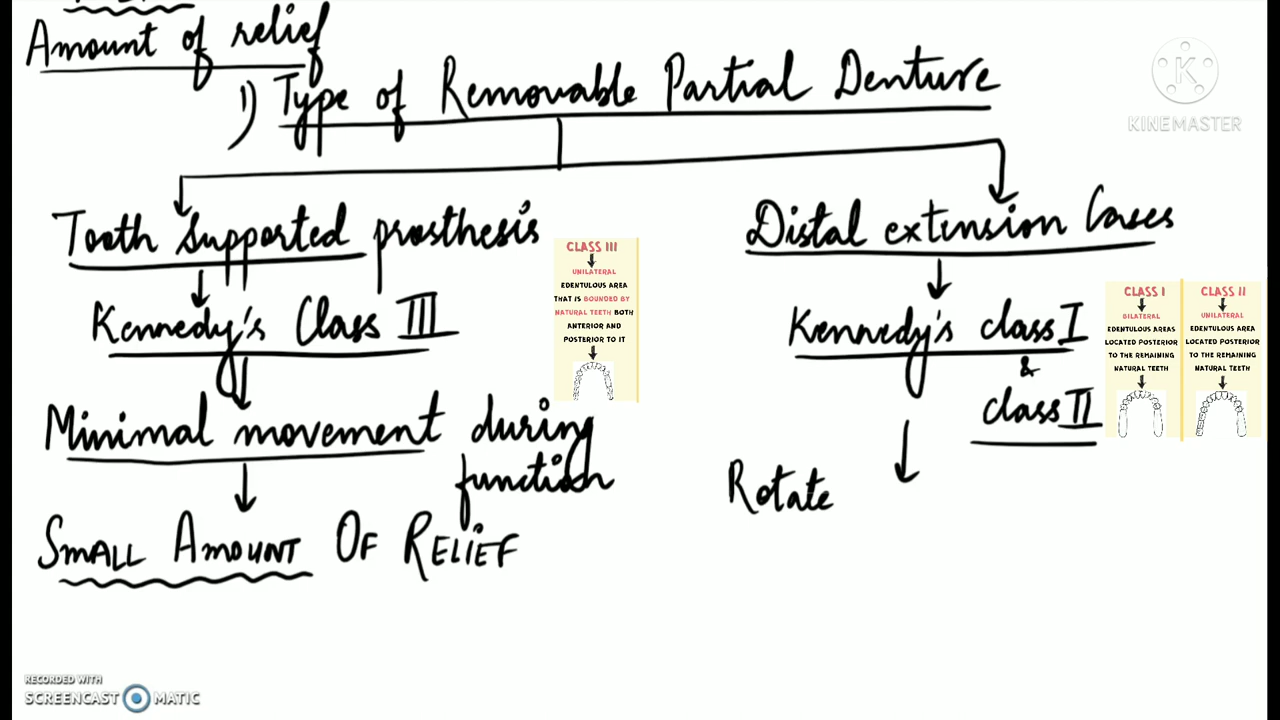 Amount of relief
1) Type of Removable Partial Denture
KINEMASTER
Tooth Supported prosthesis
Kennedy's Class III
Minimal movement during
function
SMALL AMOUNT OF RELIEF
CLASS III
UNILATERAL
EDENTULOUS AREA
THAT IS BOUNDED BY
NATURAL TEETH BOTH
ANTERIOR AND
POSTERIOR TO IT
Distal extension Cases
Kennedy's class I
&
class II
Rotate
CLASS I
BILATERAL
EDENTULOUS AREAS
LOCATED POSTERIOR
TO THE REMAINING
NATURAL TEETH
CLASS II
UNILATERAL
EDENTULOUS AREA
LOCATED POSTERIOR
TO THE REMAINING
NATURAL TEETH
RECORDED WITH
SCREENCAST MATIC